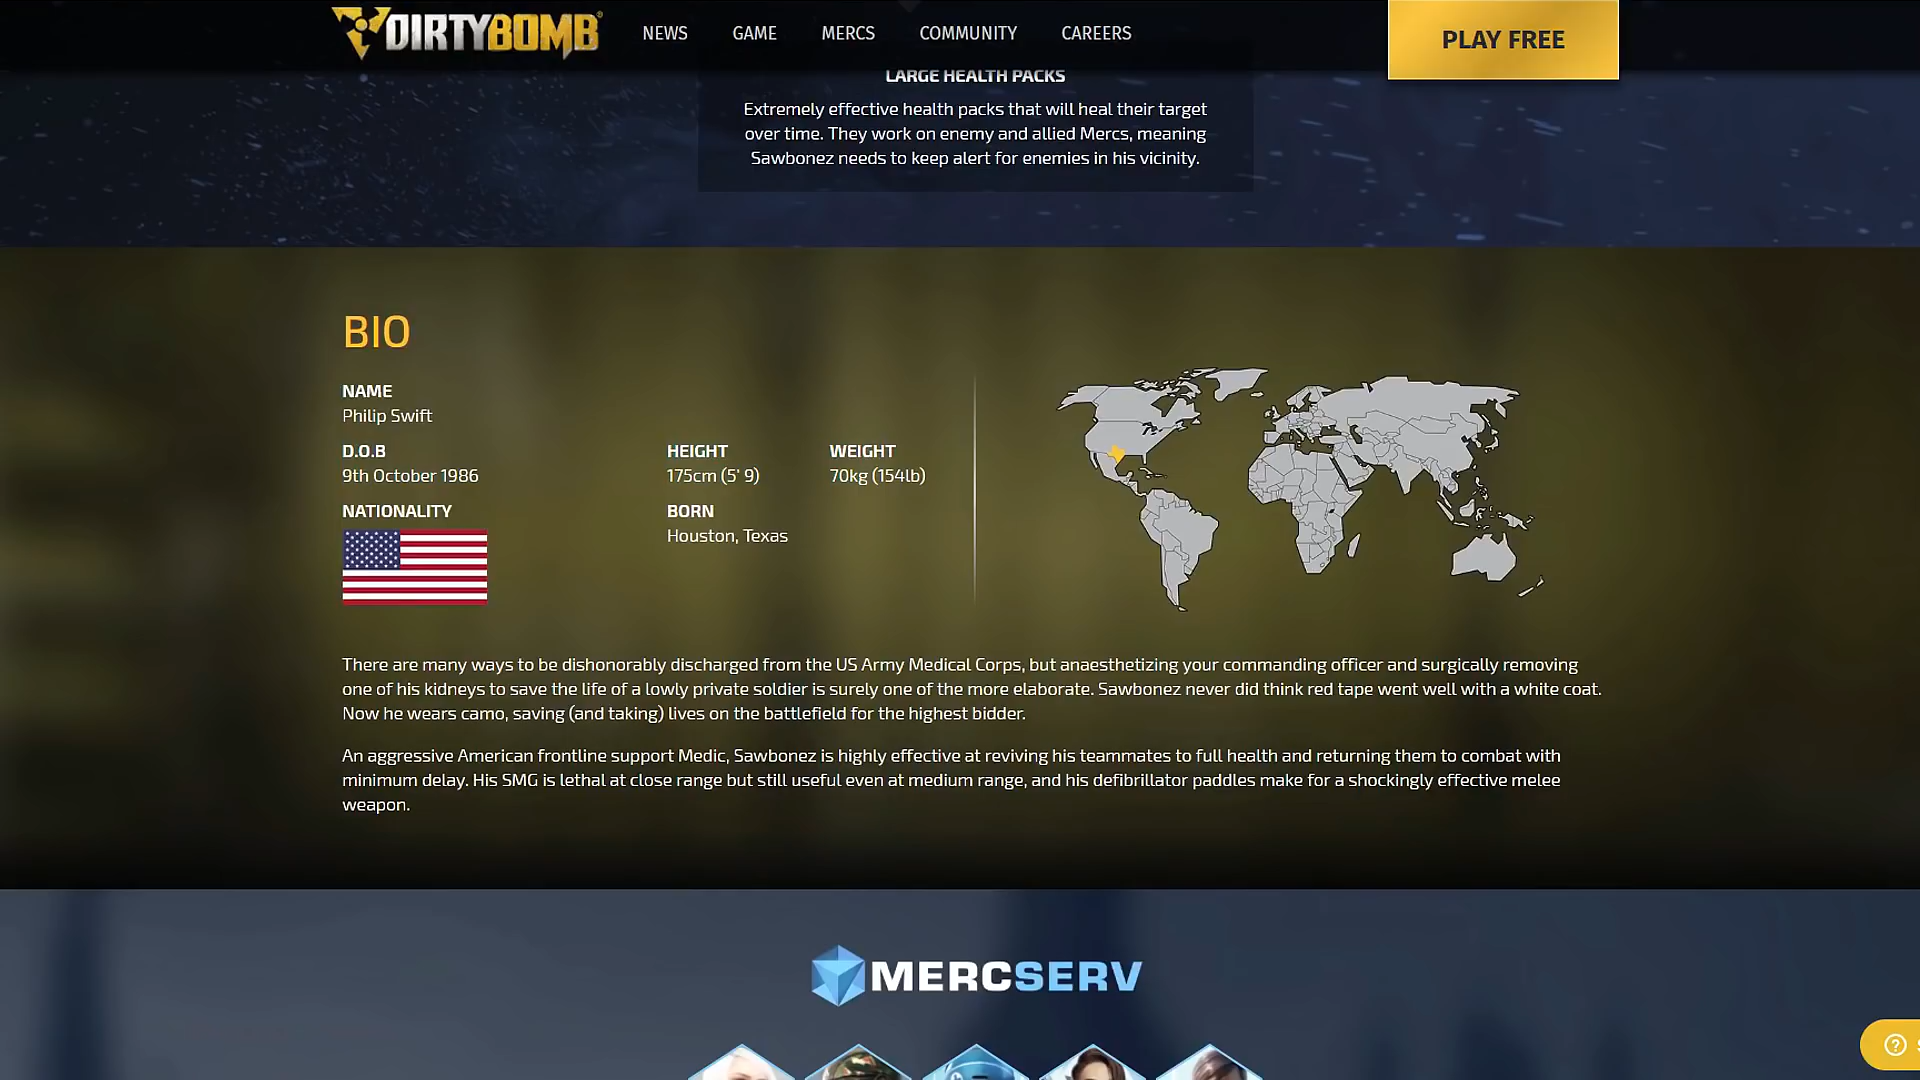 DIRTYBOMB
NEWS
GAME
MERCS
COMMUNITY
CAREERS
PLAY FREE
LARGE HEALTH PACKS
Extremely effective health packs that will heal their target
over time. They work on enemy and allied Mercs, meaning
Sawbonez needs to keep alert for enemies in his vicinity.
BIO
NAME
Philip Swift
D.O.B
9th October 1986
HEIGHT
175cm (5' 9)
WEIGHT
70kg (154lb)
NATIONALITY
BORN
Houston, Texas
There are many ways to be dishonorably discharged from the US Army Medical Corps, but anaesthetizing your commanding officer and surgically removing
one of his kidneys to save the life of a lowly private soldier is surely one of the more elaborate. Sawbonez never did think red tape went well with a white coat.
Now he wears camo, saving (and taking) lives on the battlefield for the highest bidder.
An aggressive American frontline support Medic, Sawbonez is highly effective at reviving his teammates to full health and returning them to combat with
minimum delay. His SMG is lethal at close range but still useful even at medium range, and his defibrillator paddles make for a shockingly effective melee
weapon.
MERCSERV